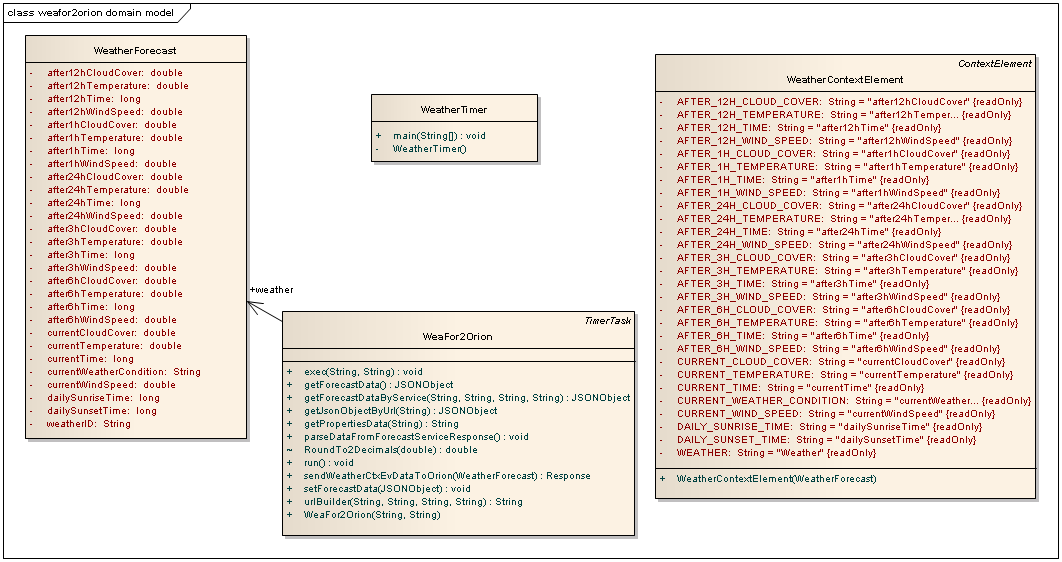 class weafor2orion domain model
WeatherForecast
- after12hCloudCover: double
- after12hTemperature: double
- after12hTime: long
- after12hWindSpeed: double
- after1hCloudCover: double
- after1hTemperature: double
- after1hTime: long
- after1hWindSpeed: double
- after24hCloudCover: double
- after24hTemperature: double
- after24hTime: long
- after24hWindSpeed: double
- after3hCloudCover: double
- after3hTemperature: double
- after3hTime: long
- after3hWindSpeed: double
- after6hCloudCover: double
- after6hTemperature: double
- after6hTime: long
- after6hWindSpeed: double
- currentCloudCover: double
- currentTemperature: double
- currentTime: long
- currentWeatherCondition: String
- currentWindSpeed: double
- dailySunriseTime: long
- dailySunsetTime: long
- weatherID: String
WeatherTimer
+ main(String[]) : void
- WeatherTimer()
+weather
TimerTask
WeaFor2Orion
+ exec(String, String) : void
+ getForecastData() : JSONObject
+ getForecastDataByService(String, String, String, String) : JSONObject
+ getJsonObjectByUrl(String) : JSONObject
+ getPropertiesData(String) : String
+ parseDataFromForecastServiceResponse() : void
~ RoundTo2Decimals(double) : double
+ run() : void
+ sendWeatherCtxEvDataToOrion(WeatherForecast) : Response
+ setForecastData(JSONObject) : void
+ urlBuilder(String, String, String, String) : String
+ WeaFor2Orion(String, String)
ContextElement
WeatherContextElement
- AFTER_12H_CLOUD_COVER: String = "after12hCloudCover" {readOnly}
- AFTER_12H_TEMPERATURE: String = "after12hTemper... {readOnly}
- AFTER_12H_TIME: String = "after12hTime" {readOnly}
- AFTER_12H_WIND_SPEED: String = "after12hWindSpeed" {readOnly}
- AFTER_1H_CLOUD_COVER: String = "after1hCloudCover" {readOnly}
- AFTER_1H_TEMPERATURE: String = "after1hTemperature" {readOnly}
- AFTER_1H_TIME: String = "after1hTime" {readOnly}
- AFTER_1H_WIND_SPEED: String = "after1hWindSpeed" {readOnly}
- AFTER_24H_CLOUD_COVER: String = "after24hCloudCover" {readOnly}
- AFTER_24H_TEMPERATURE: String = "after24hTemper... {readOnly}
- AFTER_24H_TIME: String = "after24hTime" {readOnly}
- AFTER_24H_WIND_SPEED: String = "after24hWindSpeed" {readOnly}
- AFTER_3H_CLOUD_COVER: String = "after3hCloudCover" {readOnly}
- AFTER_3H_TEMPERATURE: String = "after3hTemperature" {readOnly}
- AFTER_3H_TIME: String = "after3hTime" {readOnly}
- AFTER_3H_WIND_SPEED: String = "after3hWindSpeed" {readOnly}
- AFTER_6H_CLOUD_COVER: String = "after6hCloudCover" {readOnly}
- AFTER_6H_TEMPERATURE: String = "after6hTemperature" {readOnly}
- AFTER_6H_TIME: String = "after6hTime" {readOnly}
- AFTER_6H_WIND_SPEED: String = "after6hWindSpeed" {readOnly}
- CURRENT_CLOUD_COVER: String = "currentCloudCover" {readOnly}
- CURRENT_TEMPERATURE: String = "currentTemperature" {readOnly}
- CURRENT_TIME: String = "currentTime" {readOnly}
- CURRENT_WEATHER_CONDITION: String = "currentWeather... {readOnly}
- CURRENT_WIND_SPEED: String = "currentWindSpeed" {readOnly}
- DAILY_SUNRISE_TIME: String = "dailySunriseTime" {readOnly}
- DAILY_SUNSET_TIME: String = "dailySunsetTime" {readOnly}
- WEATHER: String = "Weather" {readOnly}
+ WeatherContextElement(WeatherForecast)